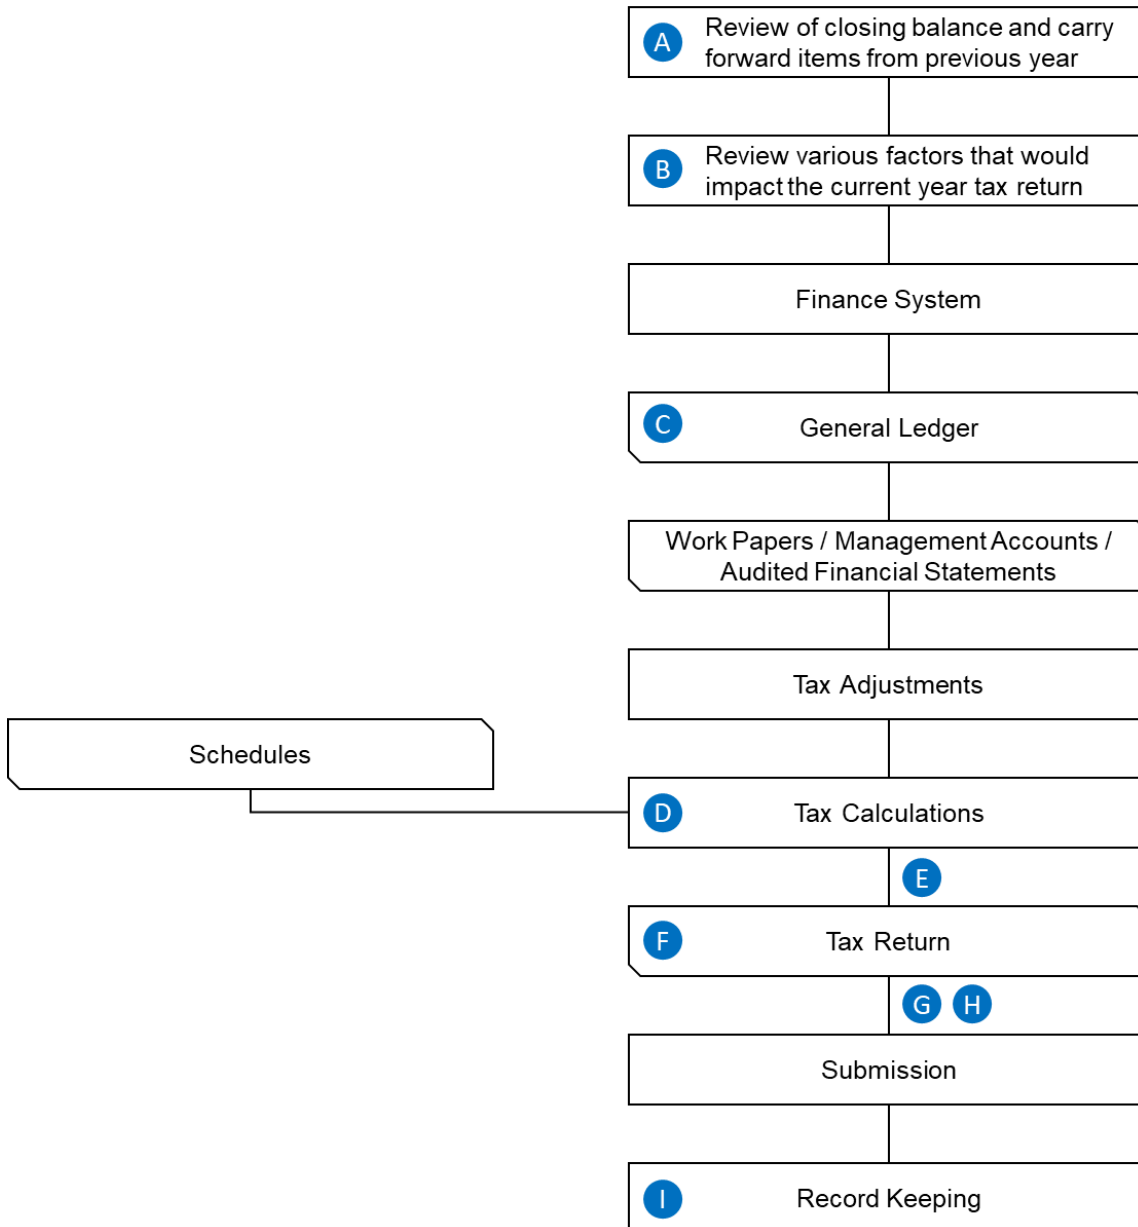 A
Review of closing balance and carry
forward items from previous year
B
Review various factors that would
impact the current year tax return
Finance System
C
General Ledger
Work Papers / Management Accounts /
Audited Financial Statements
Tax Adjustments
Schedules
D
Tax Calculations
E
F
Tax Return
G H
Submission
I
Record Keeping